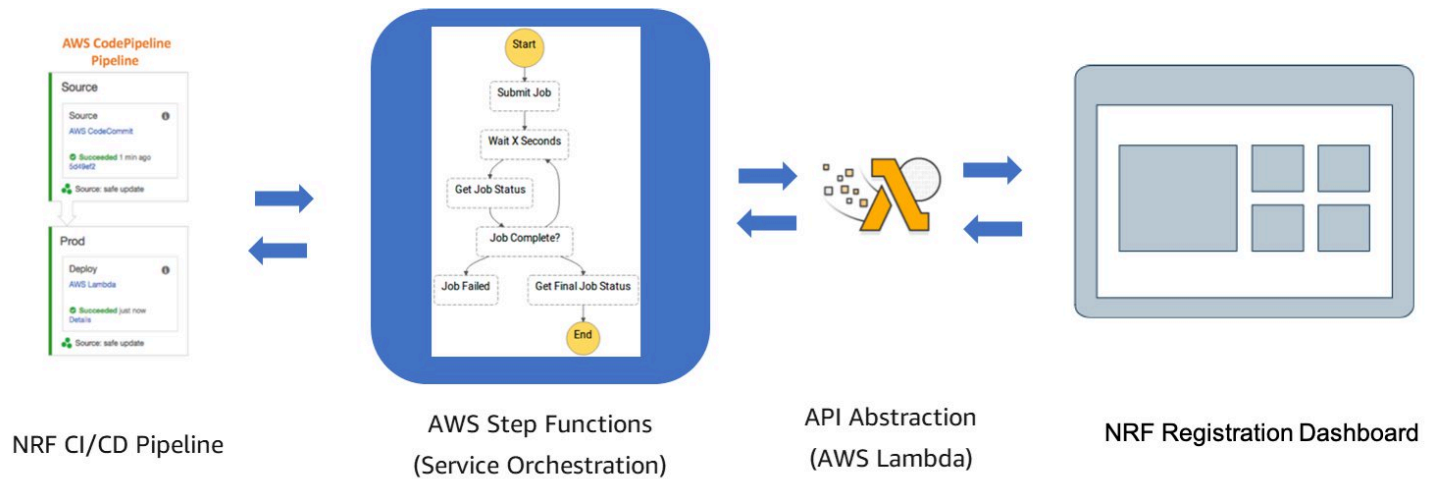 AWS CodePipeline
Pipeline
Source
Source
AWS CodeCommit
Succeeded 1 min ago
5d49ef2
Source: safe update
Prod
Deploy
AWS Lambda
Succeeded just now
Details
Source: safe update
NRF CI/CD Pipeline
Start
Submit Job
Wait X Seconds
Get Job Status
Job Complete?
Job Failed
Get Final Job Status
End
AWS Step Functions
(Service Orchestration)
API Abstraction
(AWS Lambda)
NRF Registration Dashboard